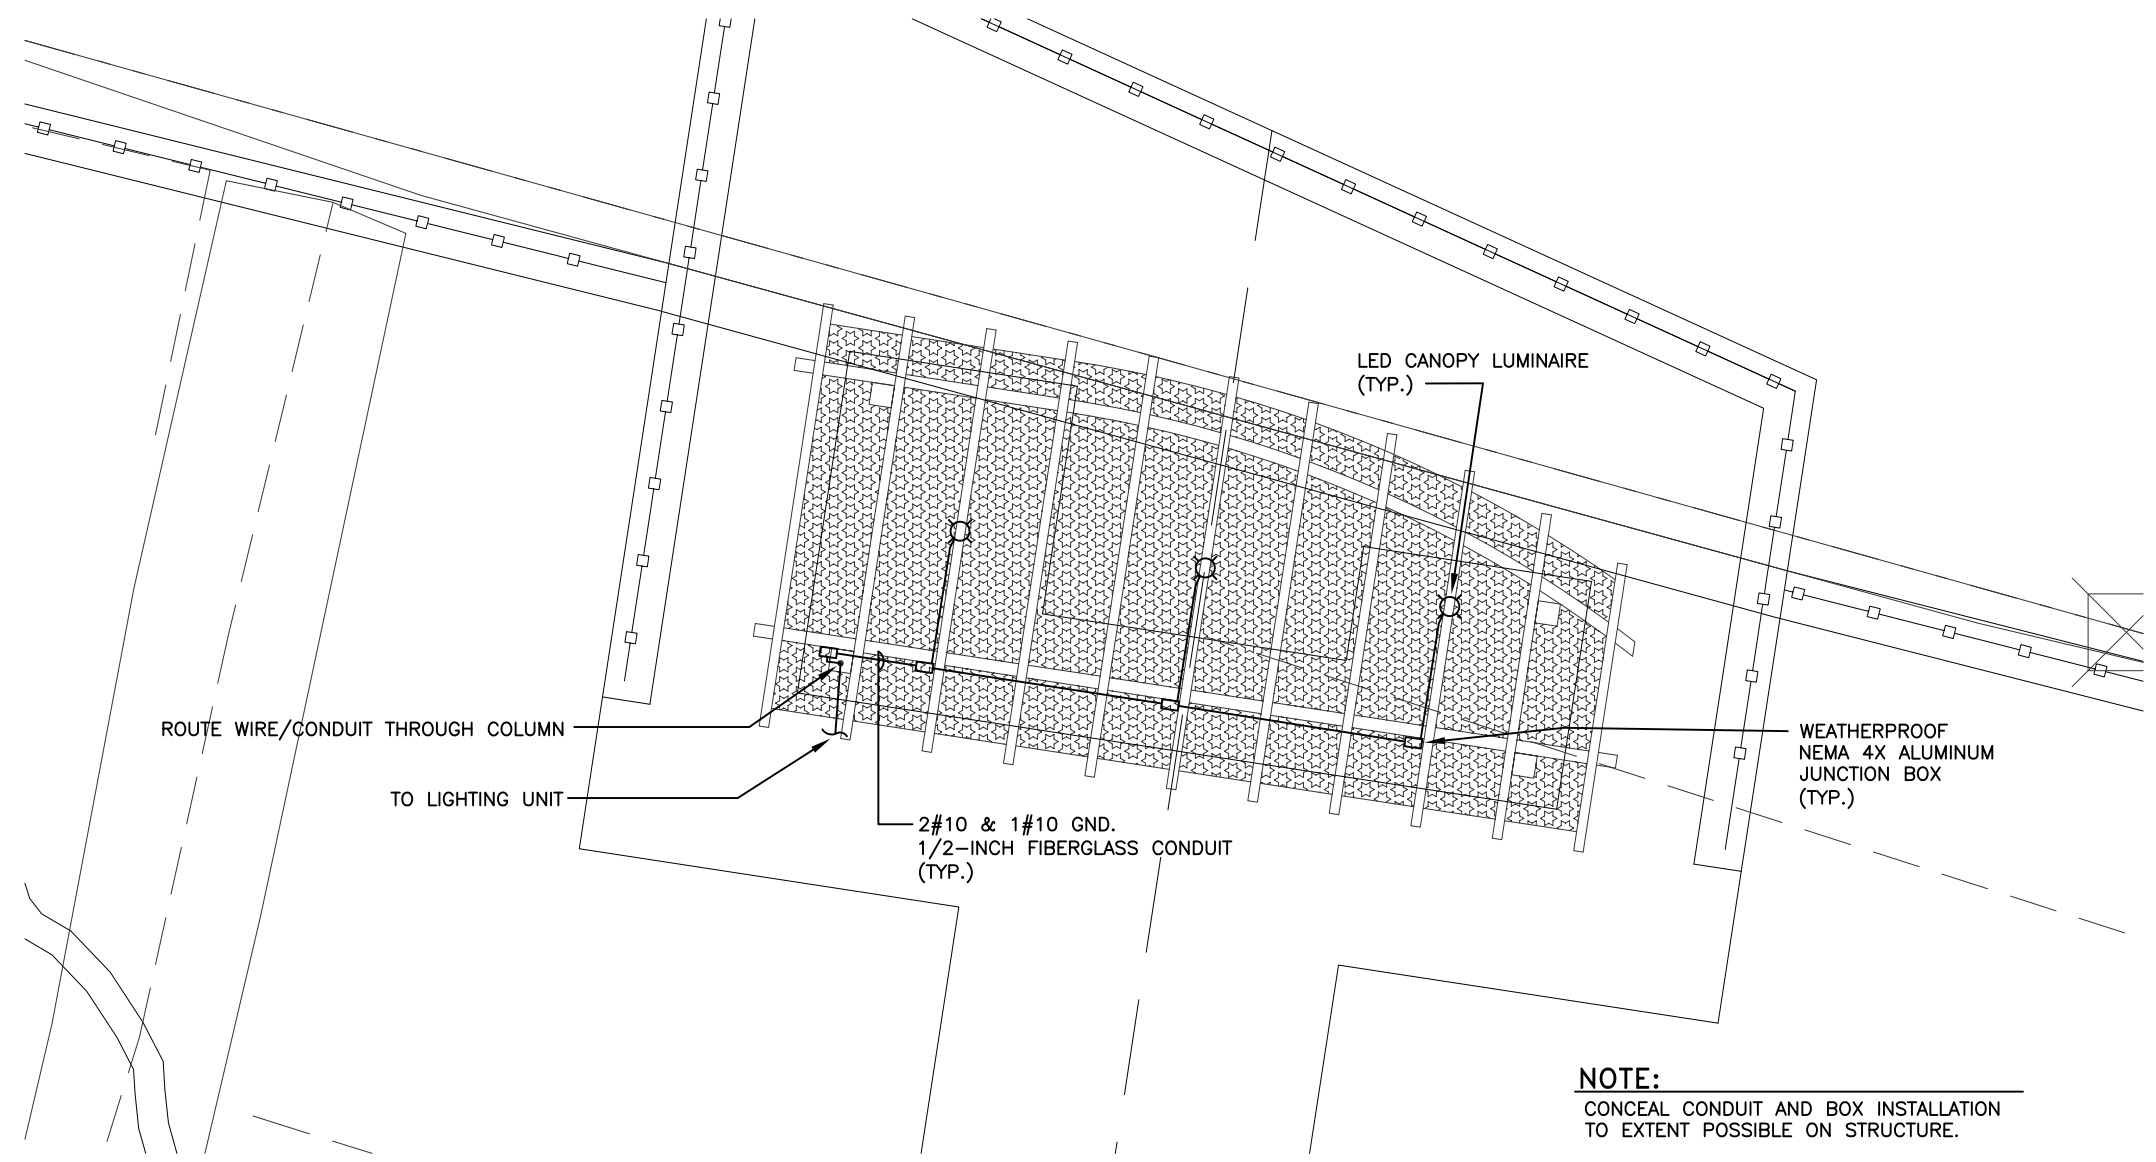 LED CANOPY LUMINAIRE
(TYP.)
ROUTE WIRE/CONDUIT THROUGH COLUMN
WEATHERPROOF
NEMA 4X ALUMINUM
JUNCTION BOX
(TYP.)
TO LIGHTING UNIT
2#10 & 1#10 GND.
1/2-INCH FIBERGLASS CONDUIT
(TYP.)
NOTE:
CONCEAL CONDUIT AND BOX INSTALLATION
TO EXTENT POSSIBLE ON STRUCTURE.